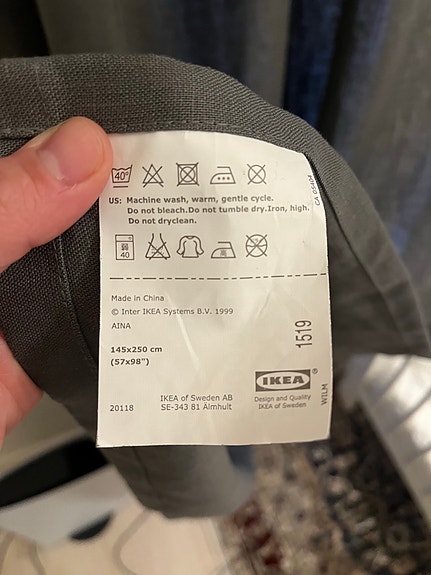 40°
US: Machine wash, warm, gentle cycle.
Do not bleach.Do not tumble dry.Iron, high.
Do not dryclean.
CA 05404
40
Made in China
© Inter IKEA Systems B.V. 1999
AINA
145x250 cm
(57x98")
1519
IKEA®
Design and Quality
IKEA of Sweden
WILM
IKEA of Sweden AB
20118 SE-343 81 Älmhult